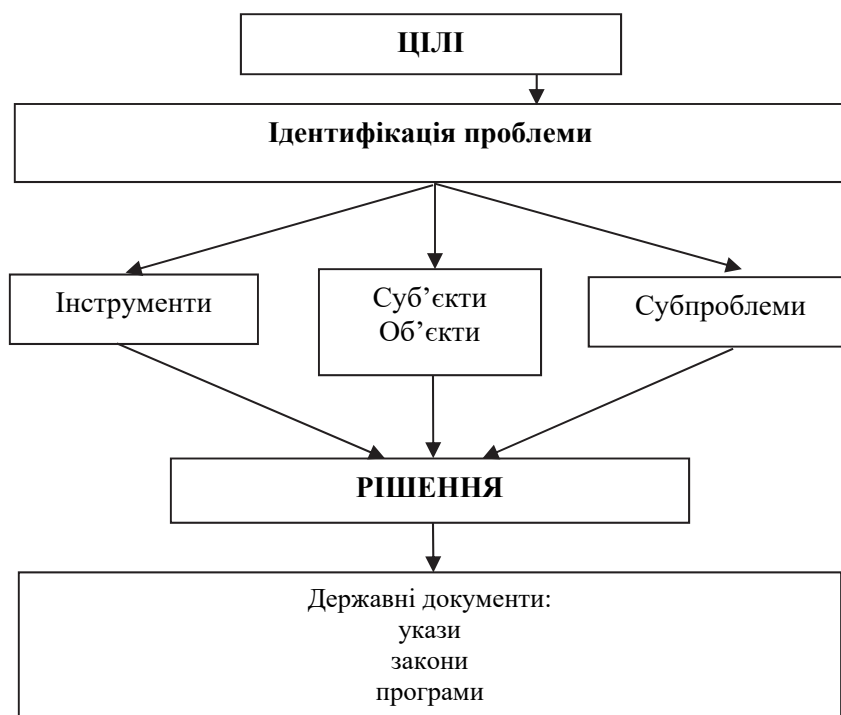 ЦІЛІ
Ідентифікація проблеми
Інструменти
Суб’єкти
Об’єкти
Субпроблеми
РІШЕННЯ
Державні документи:
укази
закони
програми